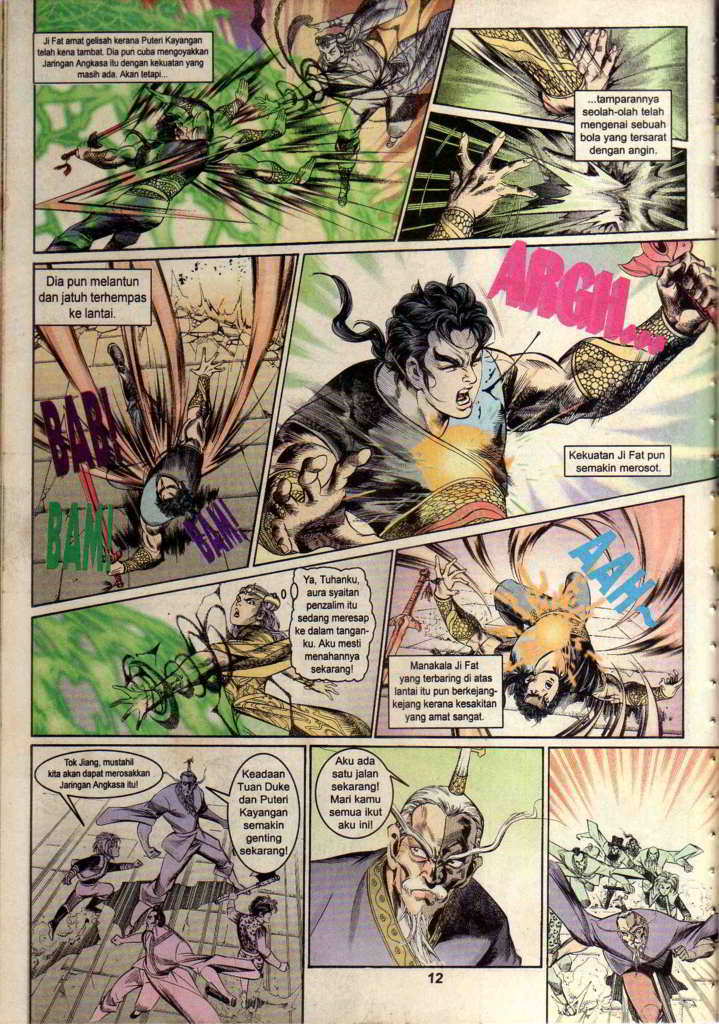 Ji Fat amat gelisah kerana Puteri Kayangan
telah kena tambat. Dia pun cuba mengoyakkan
Jaringan Angkasa itu dengan kekuatan yang
masih ada. Akan tetapi...
...tamparannya
seolah-olah telah
mengenai sebuah
bola yang tersarat
dengan angin.
Dia pun melantun
dan jatuh terhempas
ke lantai.
BAB!
BAM!
BAM!
ARGH...
Kekuatan Ji Fat pun
semakin merosot.
Ya, Tuhanku,
aura syaitan
penzalim itu
sedang meresap
ke dalam tangan-
ku. Aku mesti
menahannya
sekarang!
AAH~
Manakala Ji Fat
yang terbaring di atas
lantai itu pun berkejang-
kejang kerana kesakitan
yang amat sangat.
Tok Jiang, mustahil
kita akan dapat merosakkan
Jaringan Angkasa itu!
Keadaan
Tuan Duke
dan Puteri
Kayangan
semakin
genting
sekarang!
Aku ada
satu jalan
sekarang!
Mari kamu
semua ikut
aku ini!
12